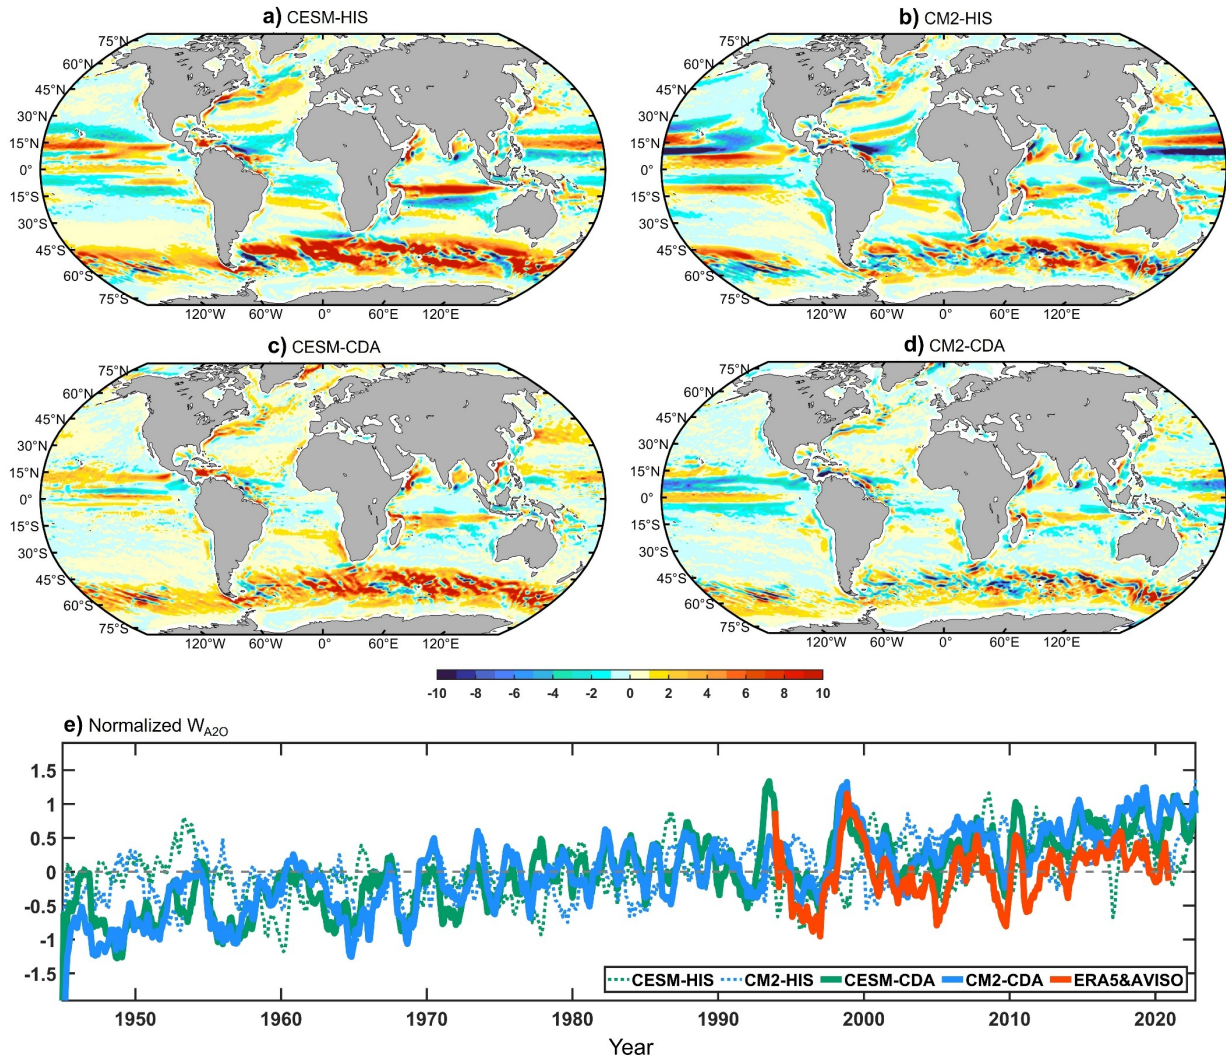 a) CESM-HIS
75°N
60°N
45°N
30°N
15°N
0°
15°S
30°S
45°S
60°S
75°S
120°W 60°W 0° 60°E 120°E
b) CM2-HIS
75°N
60°N
45°N
30°N
15°N
0°
15°S
30°S
45°S
60°S
75°S
120°W 60°W 0° 60°E 120°E
c) CESM-CDA
75°N
60°N
45°N
30°N
15°N
0°
15°S
30°S
45°S
60°S
75°S
120°W 60°W 0° 60°E 120°E
d) CM2-CDA
75°N
60°N
45°N
30°N
15°N
0°
15°S
30°S
45°S
60°S
75°S
120°W 60°W 0° 60°E 120°E
-10 -8 -6 -4 -2 0 2 4 6 8 10
e) Normalized W_A2O
1.5
1
0.5
0
-0.5
-1
-1.5
CESM-HIS CM2-HIS CESM-CDA CM2-CDA ERA5&AVISO
1950 1960 1970 1980 1990 2000 2010 2020
Year